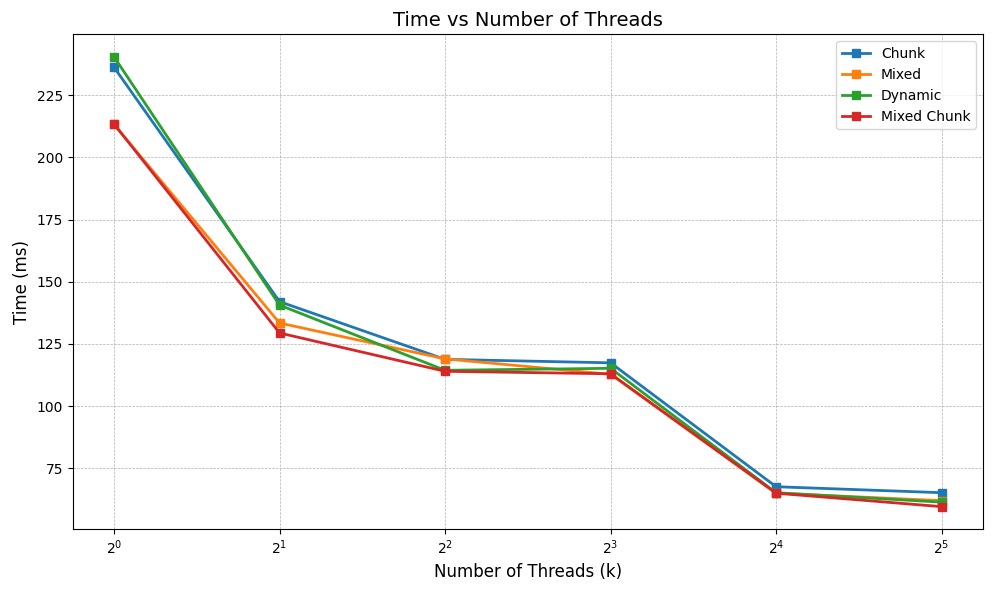 Time vs Number of Threads
Chunk
Mixed
Dynamic
Mixed Chunk
Time (ms)
225
200
175
150
125
100
75
2⁰ 2¹ 2² 2³ 2⁴ 2⁵
Number of Threads (k)